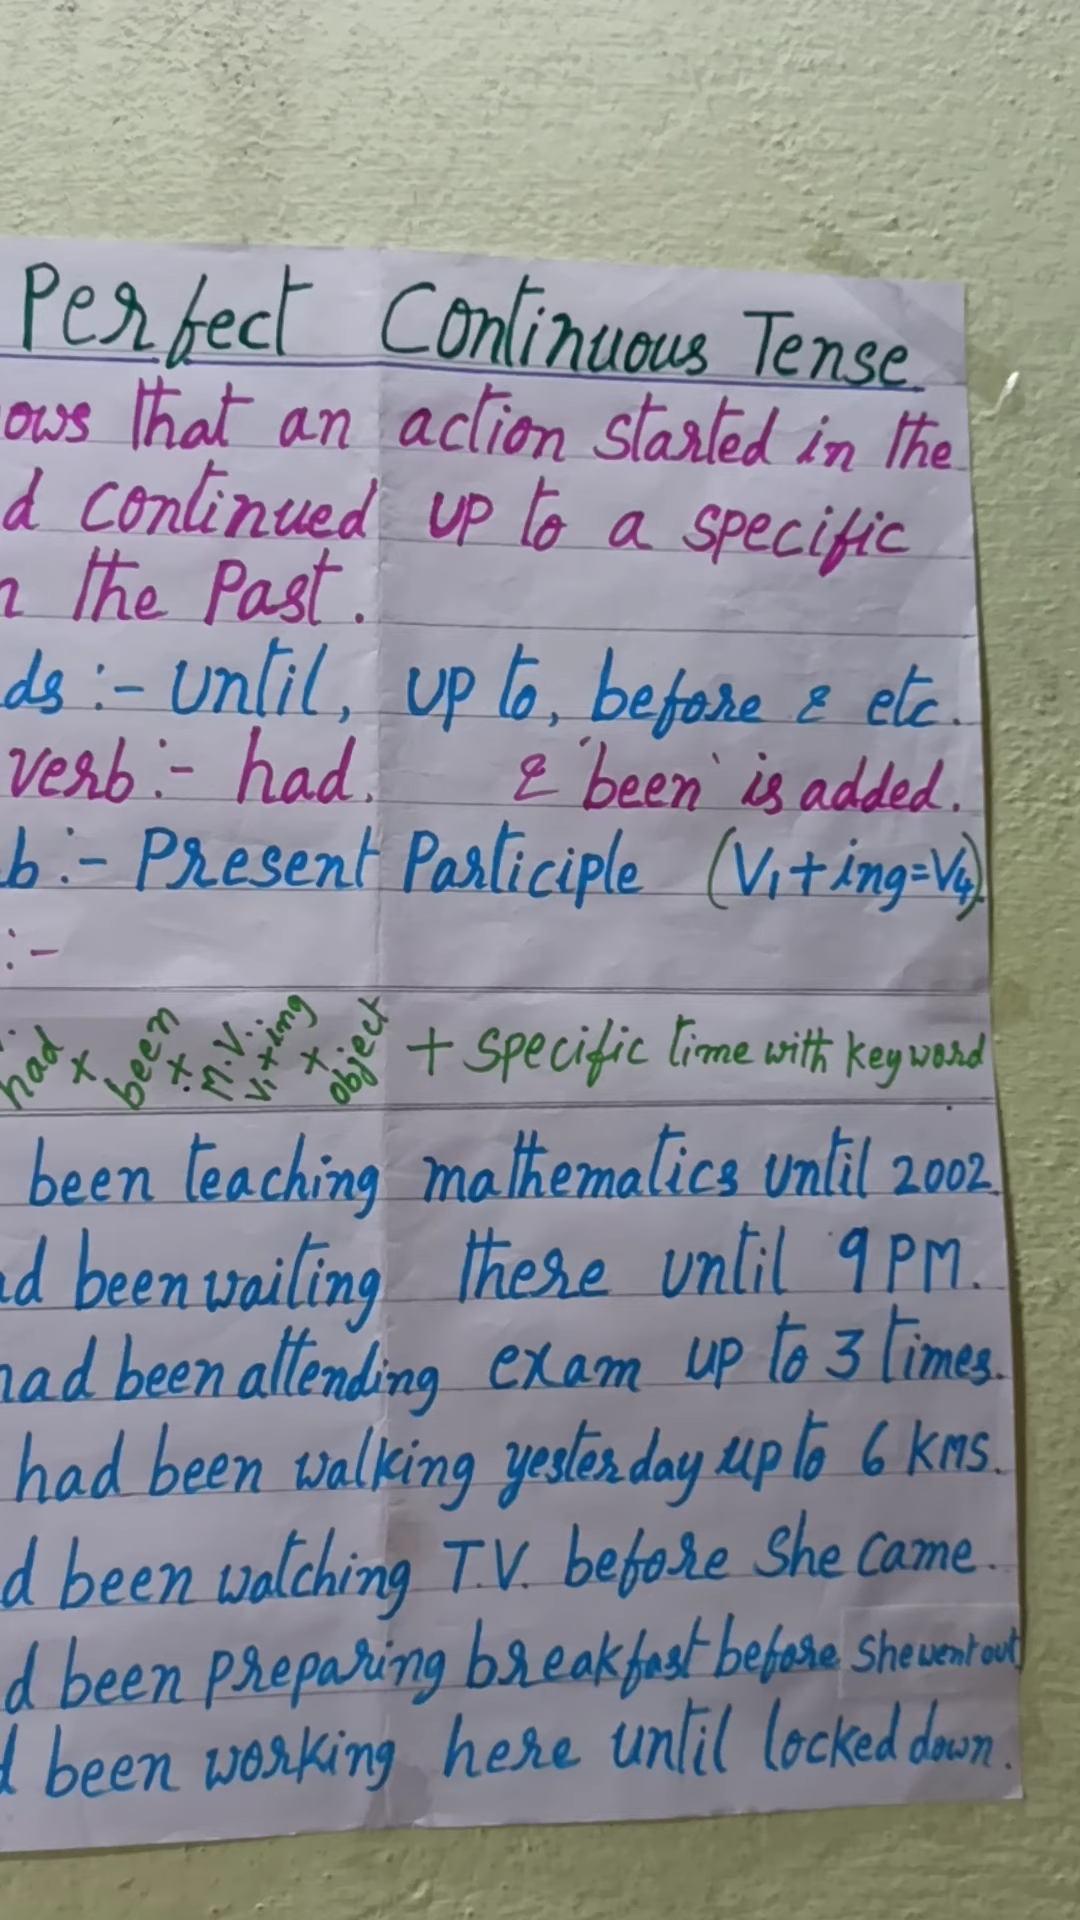 Perfect Continuous Tense
ows that an action started in the
d continued up to a specific
n the Past.
ds :- until, up to, before & etc.
verb :- had. & 'been' is added.
b :- Present Participle (V1+ing=V4)
:-
had + been + m.v. V1+ing + object + specific time with key word
been teaching mathematics until 2002.
d been waiting there until 9 PM.
had been attending exam up to 3 times.
had been walking yesterday up to 6 kms.
d been watching T.V. before she came.
d been preparing breakfast before She went out
d been working here until locked down.